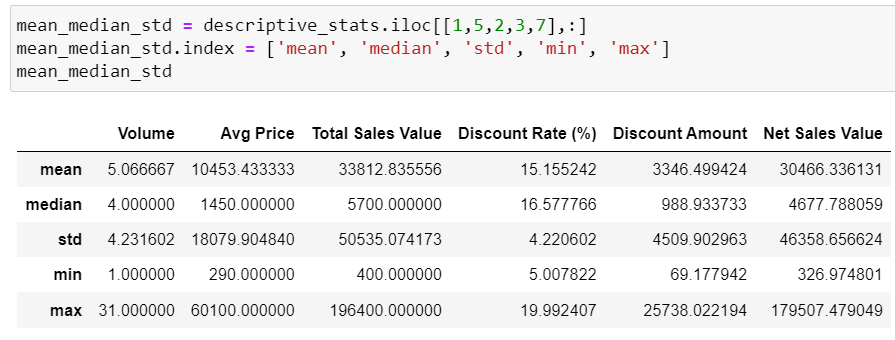 mean_median_std = descriptive_stats.iloc[[1,5,2,3,7],:]
mean_median_std.index = ['mean', 'median', 'std', 'min', 'max']
mean_median_std
Volume Avg Price Total Sales Value Discount Rate (%) Discount Amount Net Sales Value
mean 5.066667 10453.433333 33812.835556 15.155242 3346.499424 30466.336131
median 4.000000 1450.000000 5700.000000 16.577766 988.933733 4677.788059
std 4.231602 18079.904840 50535.074173 4.220602 4509.902963 46358.656624
min 1.000000 290.000000 400.000000 5.007822 69.177942 326.974801
max 31.000000 60100.000000 196400.000000 19.992407 25738.022194 179507.479049